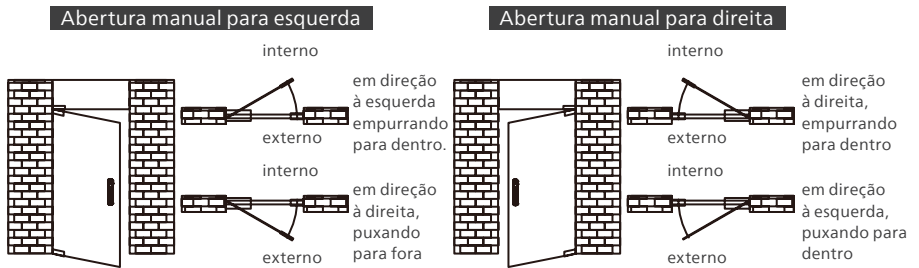 Abertura manual para esquerda
interno
em direção
à esquerda
empurrando
para dentro.
externo
interno
em direção
à direita,
puxando
para fora
externo
Abertura manual para direita
interno
em direção
à direita,
empurrando
para dentro
externo
interno
em direção
à esquerda,
puxando para
dentro
externo